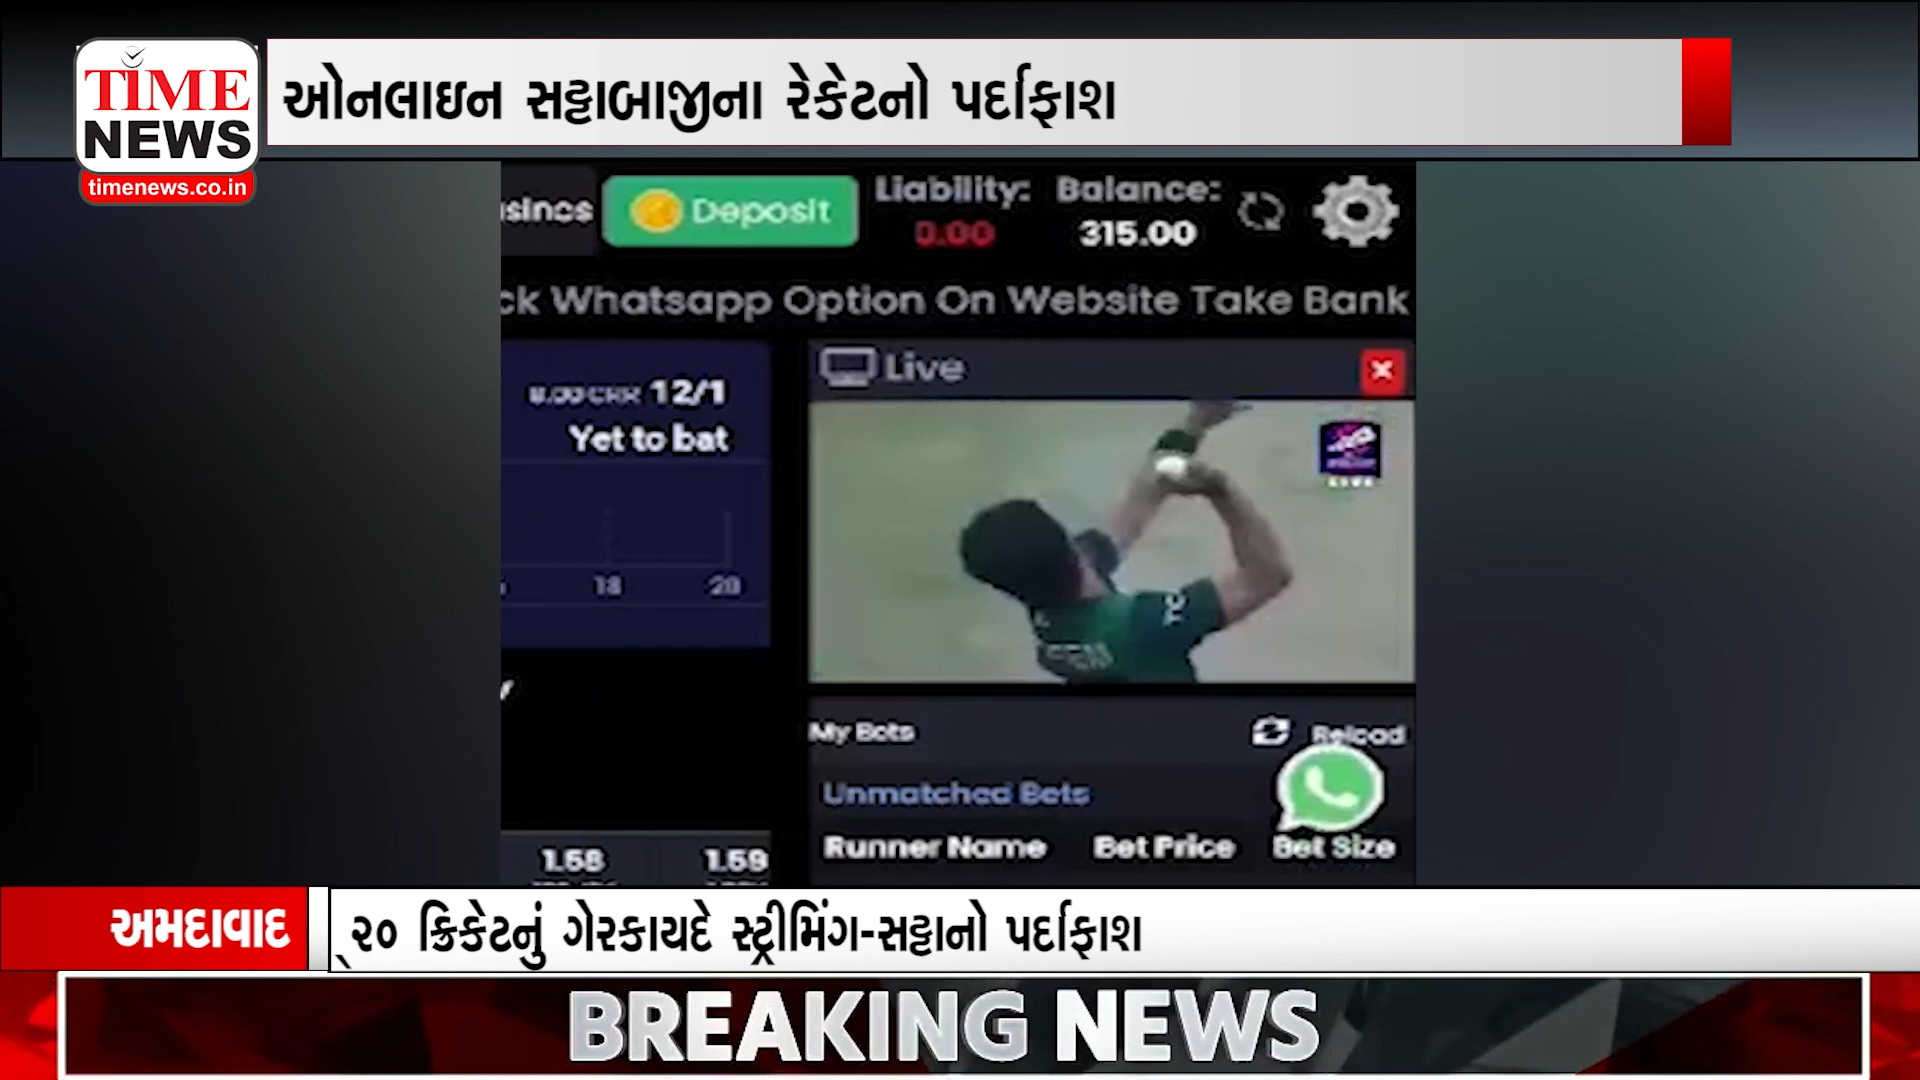 TIME
NEWS
timenews.co.in
ઓનલાઇન સટ્ટાબાજીના રેકેટનો પર્દાફાશ
Deposit
Liability:
0.00
Balance:
315.00
ck Whatsapp Option On Website Take Bank
CRR 12/1
Yet to bat
18 20
Live
My Bets
Reload
Unmatched Bets
Runner Name Bet Price Bet Size
1.58 1.59
અમદાવાદ
૨૦ ક્રિકેટનું ગેરકાયદે સ્ટ્રીમિંગ-સટ્ટાનો પર્દાફાશ
BREAKING NEWS